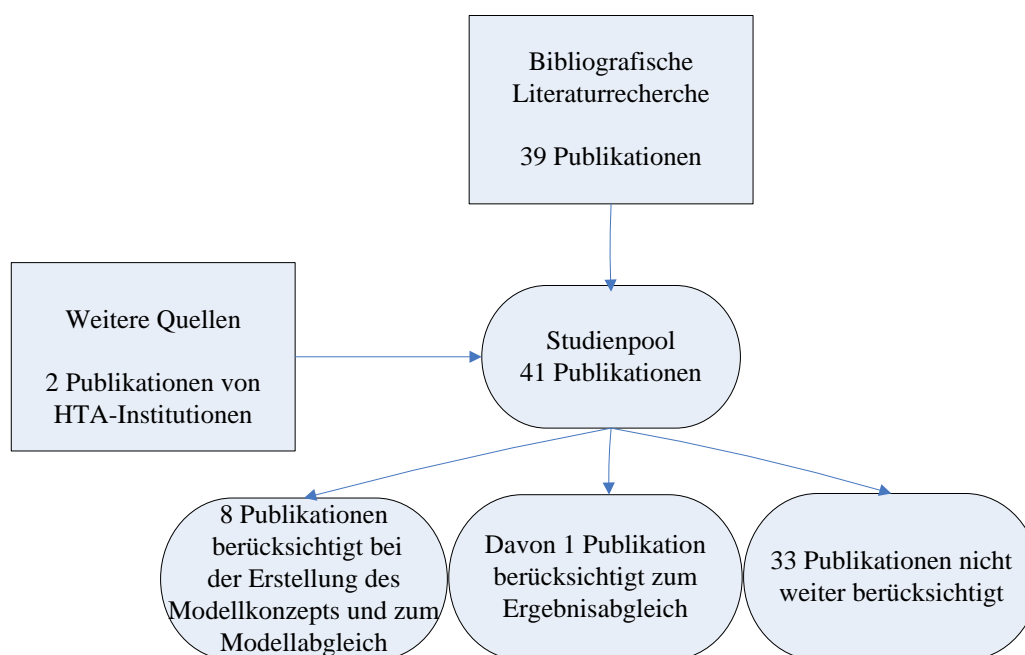 Bibliografische
Literaturrecherche
39 Publikationen
Weitere Quellen
2 Publikationen von
HTA-Institutionen
Studienpool
41 Publikationen
8 Publikationen
berücksichtigt bei
der Erstellung des
Modellkonzepts und zum
Modellabgleich
Davon 1 Publikation
berücksichtigt zum
Ergebnisabgleich
33 Publikationen nicht
weiter berücksichtigt